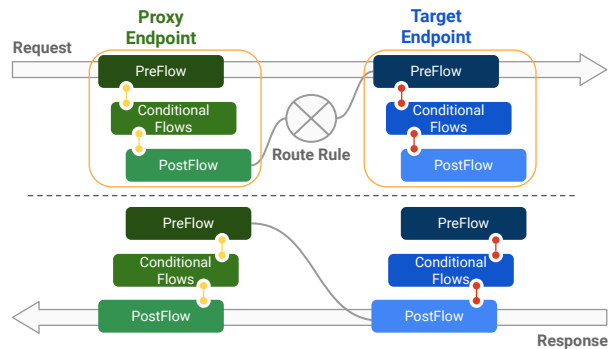 Proxy
Endpoint
Target
Endpoint
Request
PreFlow
PreFlow
Conditional
Flows
Conditional
Flows
Route Rule
PostFlow
PostFlow
PreFlow
PreFlow
Conditional
Flows
Conditional
Flows
PostFlow
PostFlow
Response